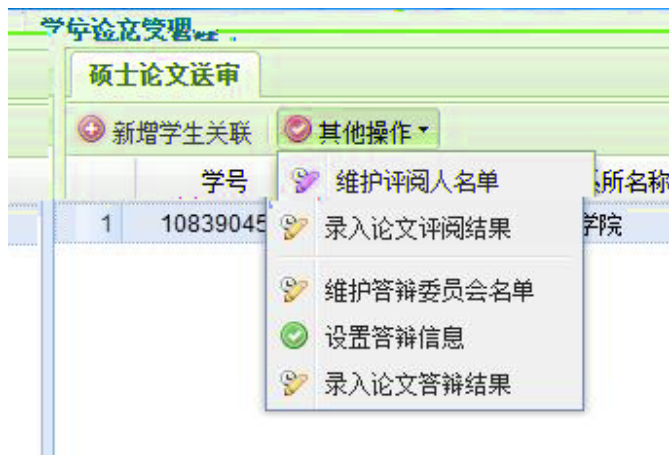 学位论文管理
硕士论文送审
新增学生关联 其他操作
学号 维护评阅人名单 所名称
1 10839045 录入论文评阅结果 学院
维护答辩委员会名单
设置答辩信息
录入论文答辩结果